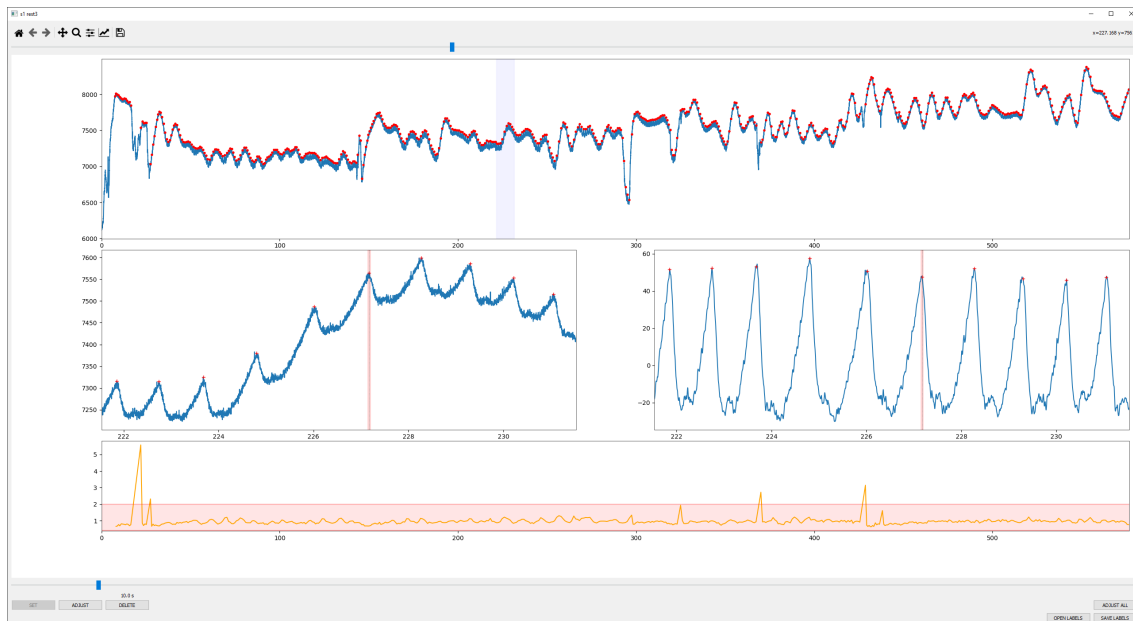 s1 rest3
x=227.168 y=756
8000
7500
7000
6500
6000
0 100 200 300 400 500
7600
7550
7500
7450
7400
7350
7300
7250
222 224 226 228 230
60
40
20
0
−20
222 224 226 228 230
5
4
3
2
1
0 100 200 300 400 500
10.0 s
SET ADJUST DELETE ADJUST ALL
OPEN LABELS SAVE LABELS